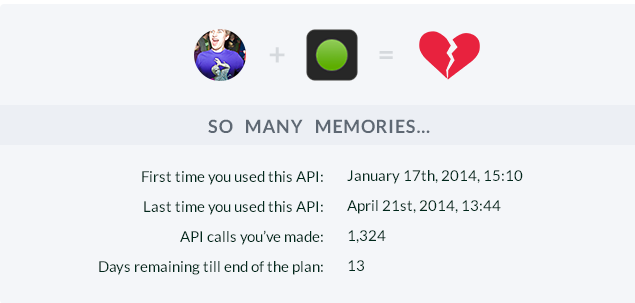 SO MANY MEMORIES...
First time you used this API: January 17th, 2014, 15:10
Last time you used this API: April 21st, 2014, 13:44
API calls you've made: 1,324
Days remaining till end of the plan: 13